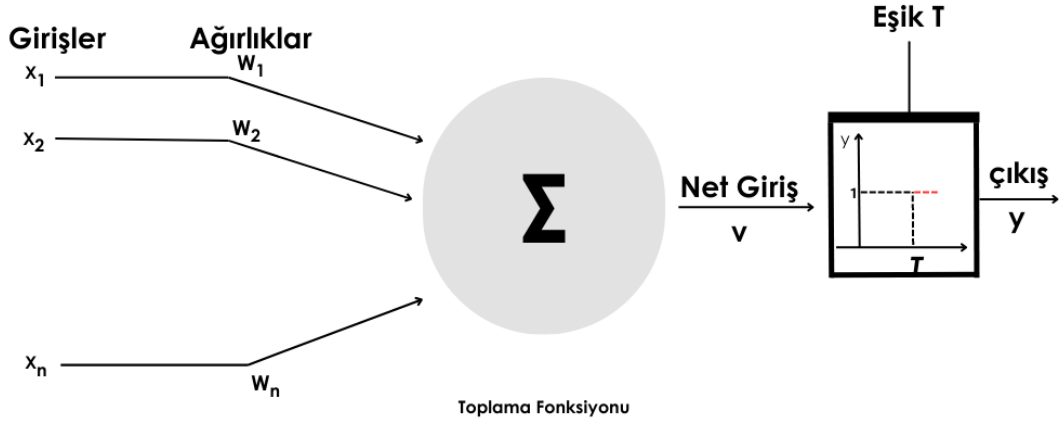 Eşik T
Girişler
Ağırlıklar
x1
W1
x2
W2
Σ
Net Giriş
v
y
1
T
çıkış
y
xn
Wn
Toplama Fonksiyonu